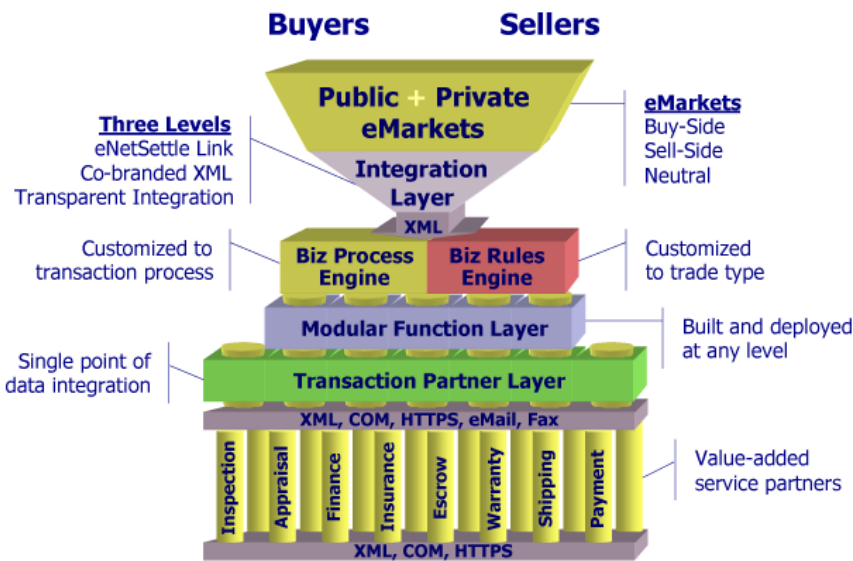 Buyers Sellers
Public + Private
eMarkets
Three Levels
eNetSettle Link
Co-branded XML
Transparent Integration
eMarkets
Buy-Side
Sell-Side
Neutral
Integration
Layer
XML
Customized to
transaction process
Biz Process
Engine
Biz Rules
Engine
Customized
to trade type
Modular Function Layer
Built and deployed
at any level
Single point of
data integration
Transaction Partner Layer
XML, COM, HTTPS, eMail, Fax
Inspection
Appraisal
Finance
Insurance
Escrow
Warranty
Shipping
Payment
Value-added
service partners
XML, COM, HTTPS